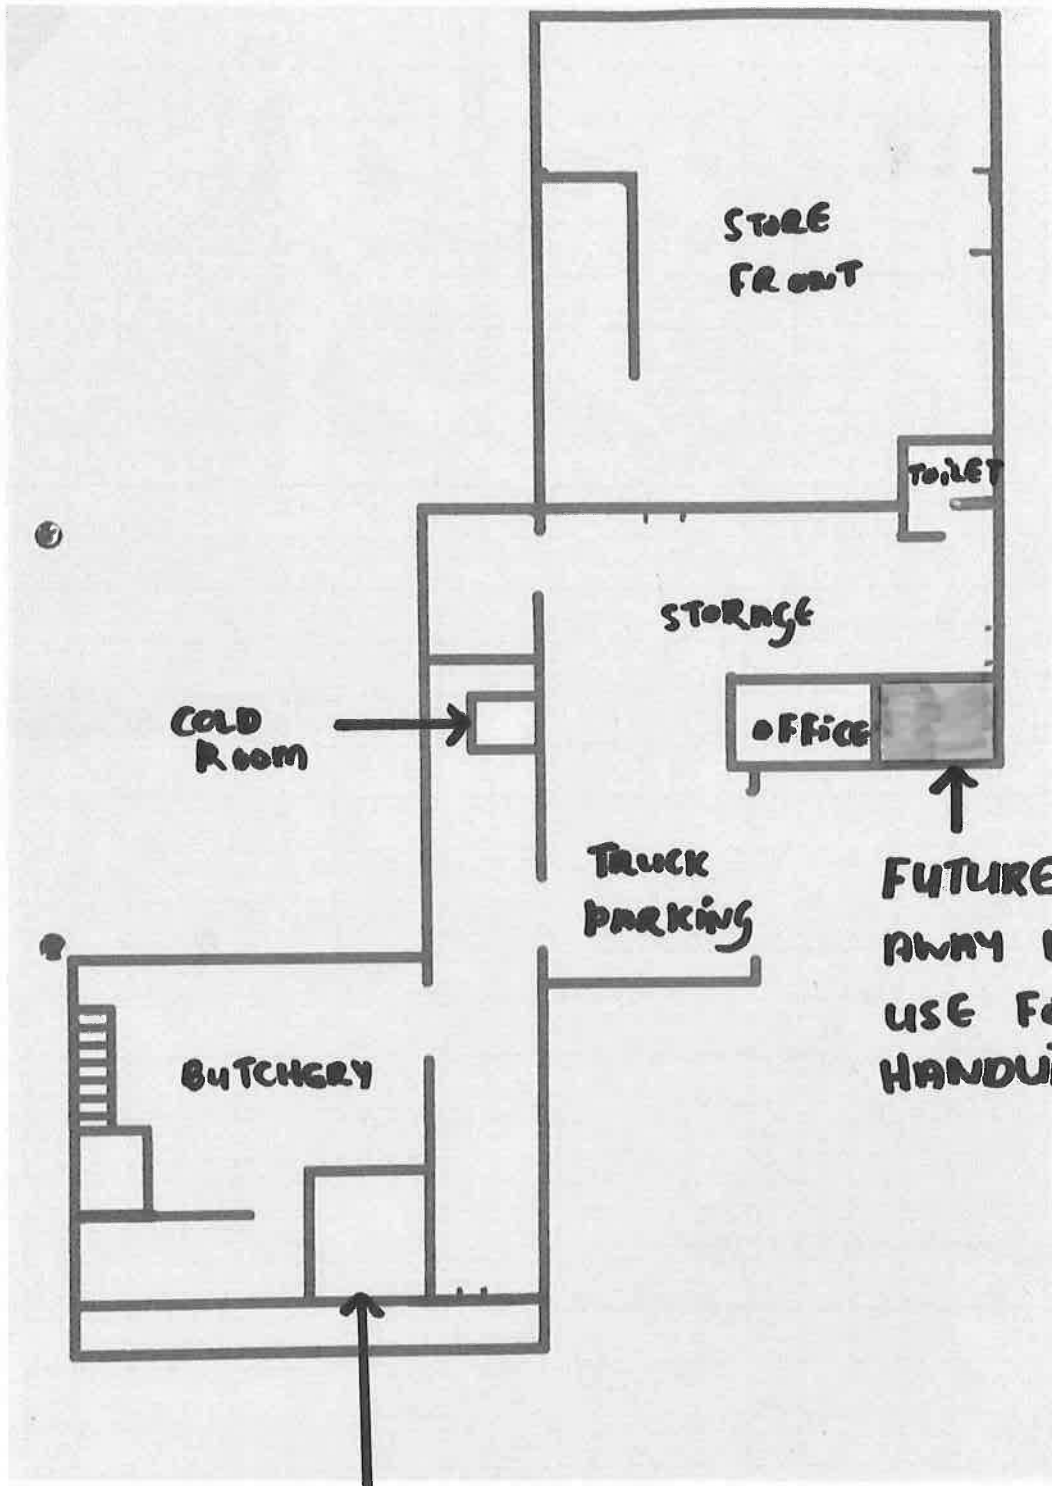 STORE
FRONT
TOILET
STORAGE
COLD
ROOM
OFFICE
TRUCK
PARKING
FUTURE
AWAY
USE
BUTCHERY